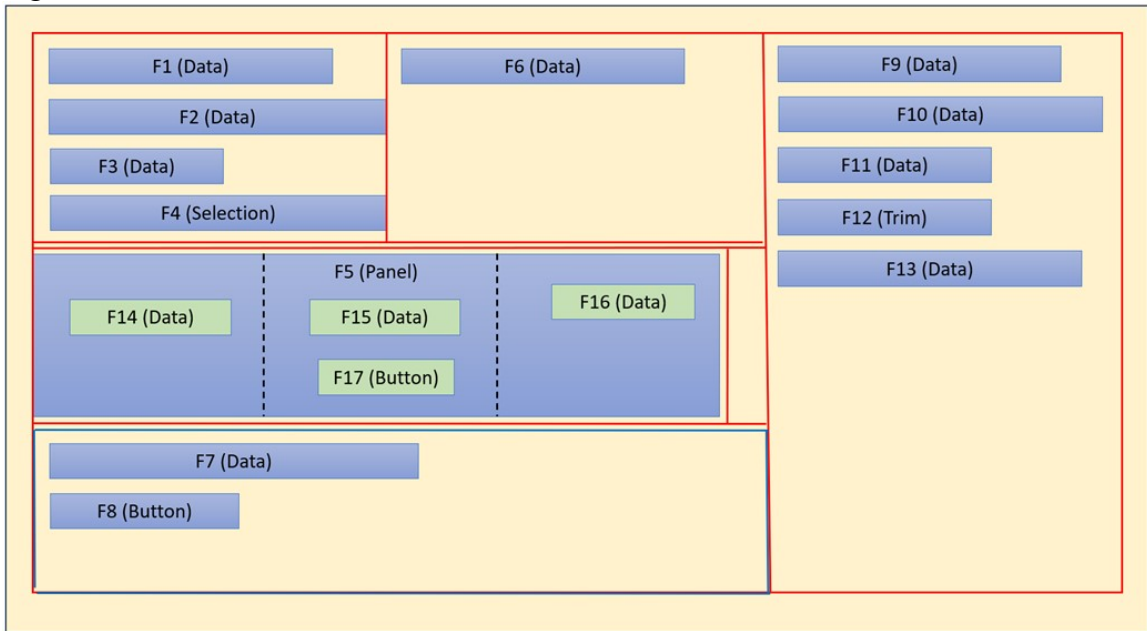 F1 (Data)
F2 (Data)
F3 (Data)
F4 (Selection)
F6 (Data)
F5 (Panel)
F14 (Data)
F15 (Data)
F16 (Data)
F17 (Button)
F7 (Data)
F8 (Button)
F9 (Data)
F10 (Data)
F11 (Data)
F12 (Trim)
F13 (Data)